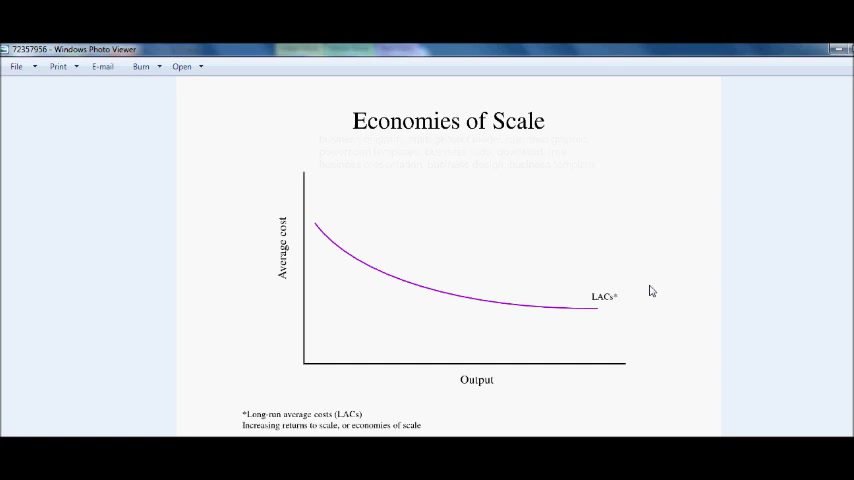 72357956 - Windows Photo Viewer
File Print E-mail Burn Open
Economies of Scale
Average cost
LACs*
Output
*Long-run average costs (LACs)
Increasing returns to scale, or economies of scale